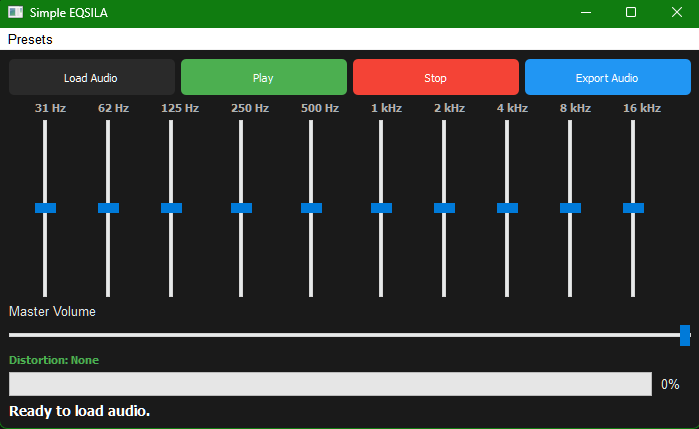 Simple EQSILA
Presets
Load Audio Play Stop Export Audio
31 Hz 62 Hz 125 Hz 250 Hz 500 Hz 1 kHz 2 kHz 4 kHz 8 kHz 16 kHz
Master Volume
Distortion: None
0%
Ready to load audio.